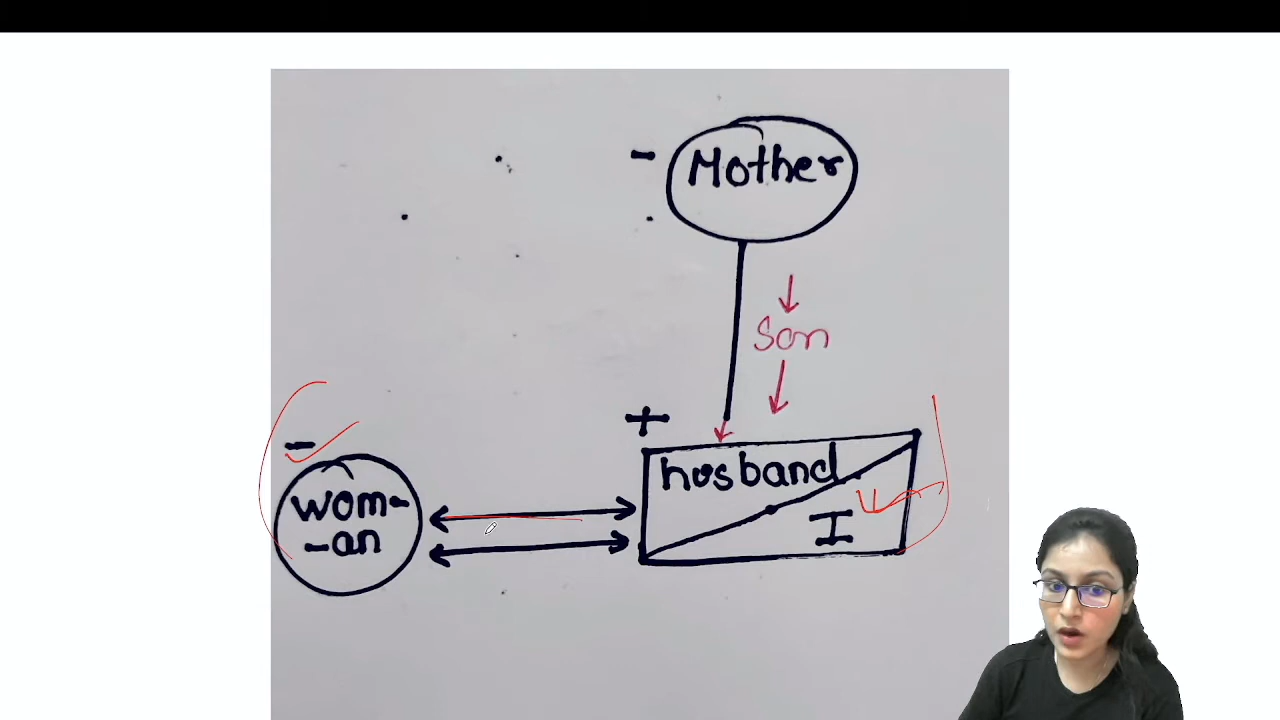 - Mother
Son
+
husband
I
-
wom-
-an